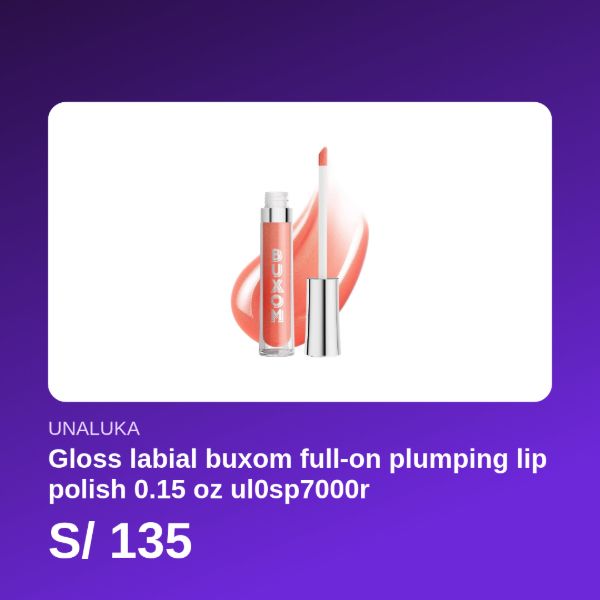 BUXOM
UNALUKA
Gloss labial buxom full-on plumping lip
polish 0.15 oz ul0sp7000r
S/ 135